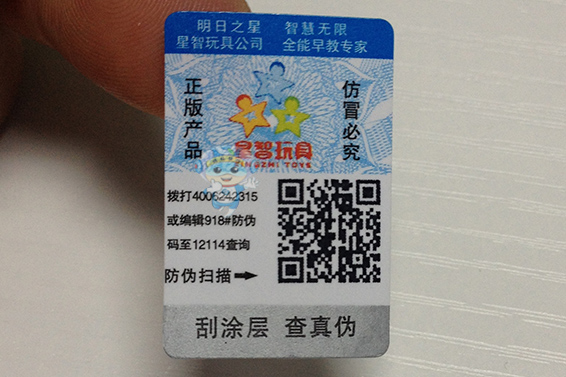 明日之星 智慧无限
星智玩具公司 全能早教专家
正版产品
仿冒必究
星智玩具
XINGZHI TOYS
拨打4006242315
或编辑918#防伪
码至12114查询
防伪扫描
刮涂层 查真伪